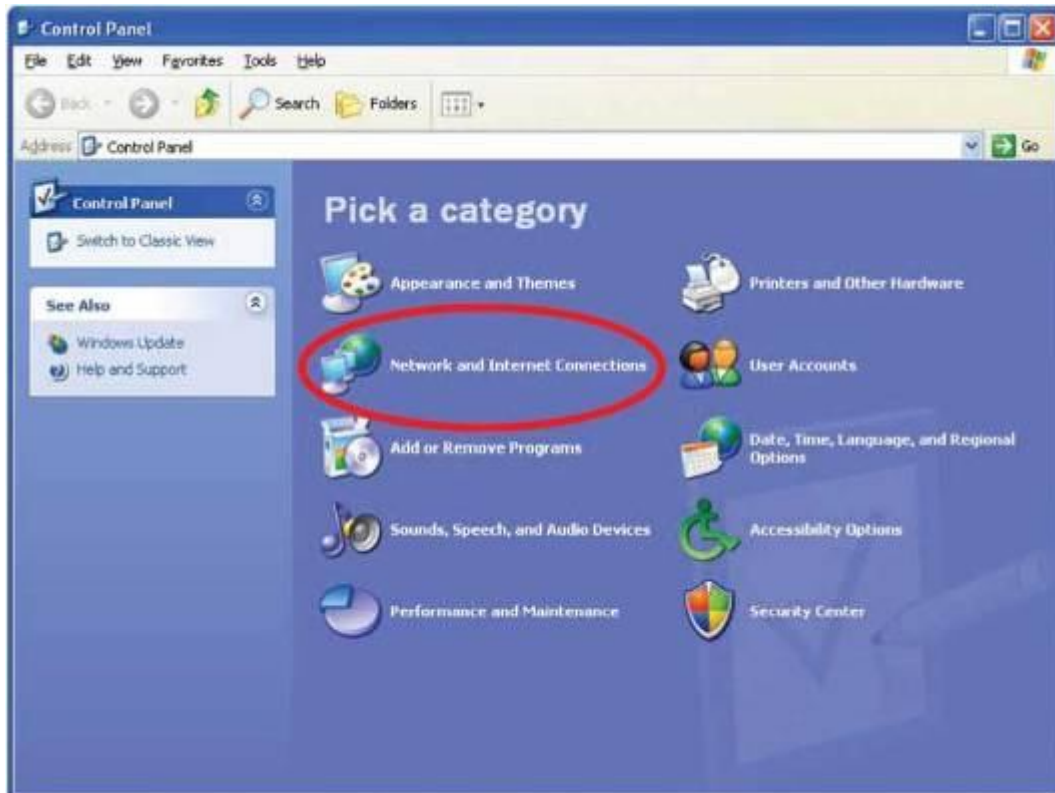 Control Panel
File Edit View Favorites Tools Help
Back Search Folders
Address Control Panel Go
Control Panel
Switch to Classic View
See Also
Windows Update
Help and Support
Pick a category
Appearance and Themes
Printers and Other Hardware
Network and Internet Connections
User Accounts
Add or Remove Programs
Date, Time, Language, and Regional
Options
Sounds, Speech, and Audio Devices
Accessibility Options
Performance and Maintenance
Security Center